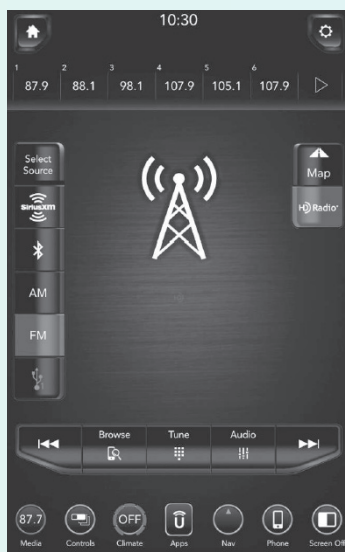 10:30
1 2 3 4 5 6
87.9 88.1 98.1 107.9 105.1 107.9
Select
Source
Map
SiriusXM
HD Radio
AM
FM
Browse Tune Audio
87.7 OFF
Media Controls Climate Apps Nav Phone Screen Off